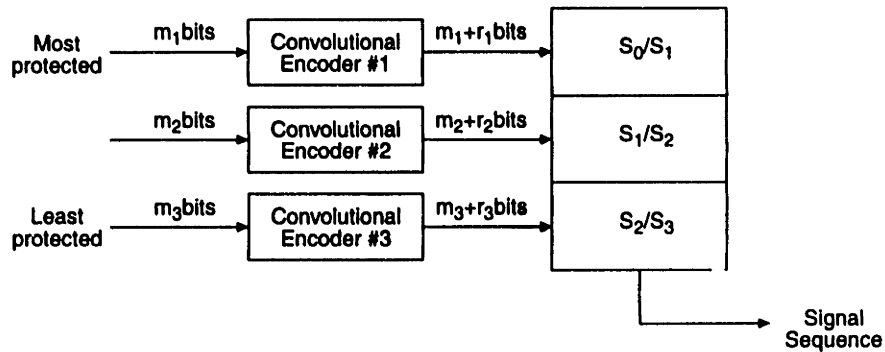 Most
protected
m₁bits
Convolutional
Encoder #1
m₁+r₁bits
S₀/S₁
m₂bits
Convolutional
Encoder #2
m₂+r₂bits
S₁/S₂
Least
protected
m₃bits
Convolutional
Encoder #3
m₃+r₃bits
S₂/S₃
Signal
Sequence